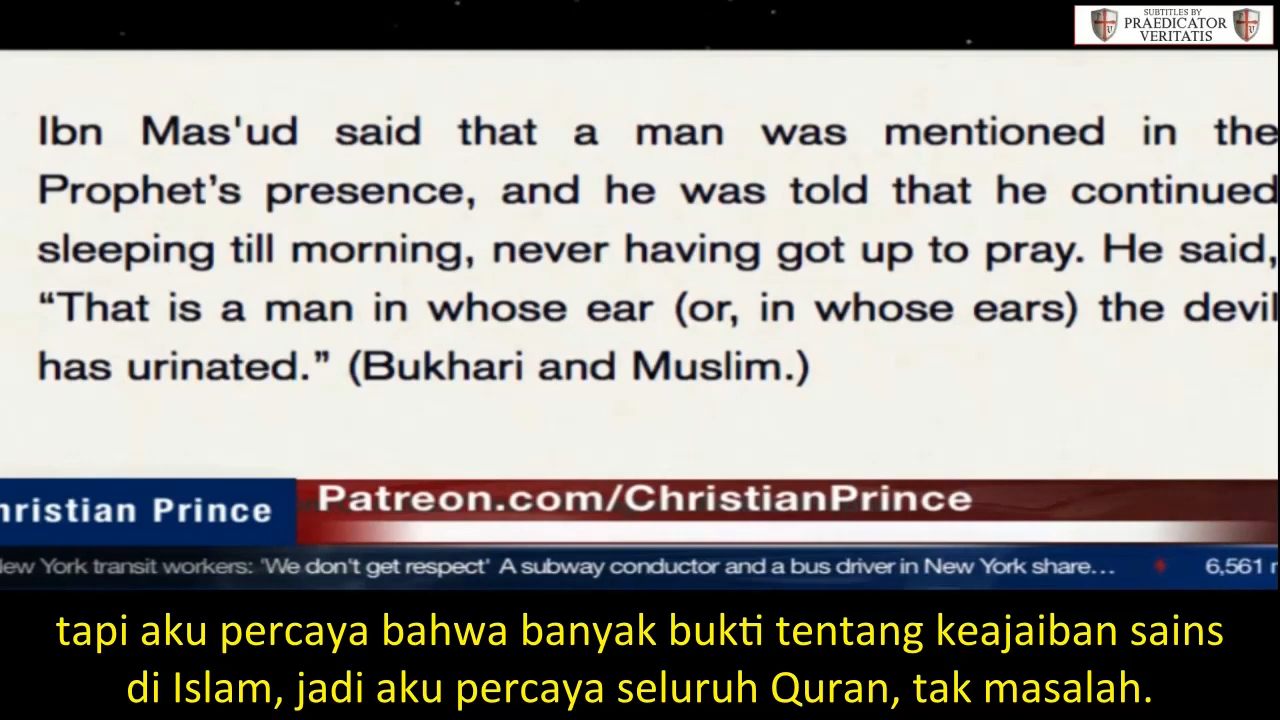 SUBTITLES BY
PRAEDICATOR
VERITATIS
Ibn Mas'ud said that a man was mentioned in the
Prophet’s presence, and he was told that he continued
sleeping till morning, never having got up to pray. He said,
“That is a man in whose ear (or, in whose ears) the devil
has urinated.” (Bukhari and Muslim.)
hristian Prince
Patreon.com/ChristianPrince
ew York transit workers: 'We don't get respect' A subway conductor and a bus driver in New York share... 6,561
tapi aku percaya bahwa banyak bukti tentang keajaiban sains
di Islam, jadi aku percaya seluruh Quran, tak masalah.